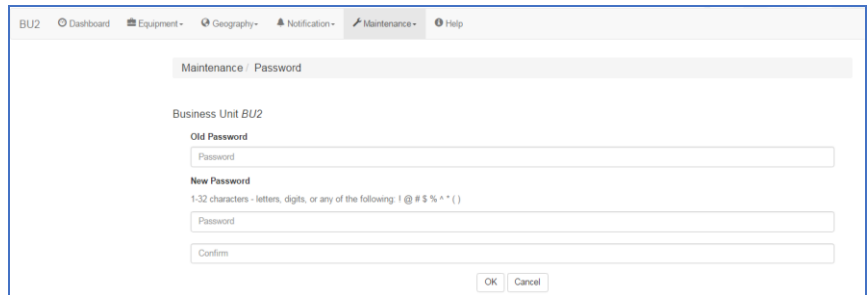 BU2 Dashboard Equipment Geography Notification Maintenance Help
Maintenance / Password
Business Unit BU2
Old Password
Password
New Password
1-32 characters - letters, digits, or any of the following: ! @ # $ % ^ * ( )
Password
Confirm
OK Cancel